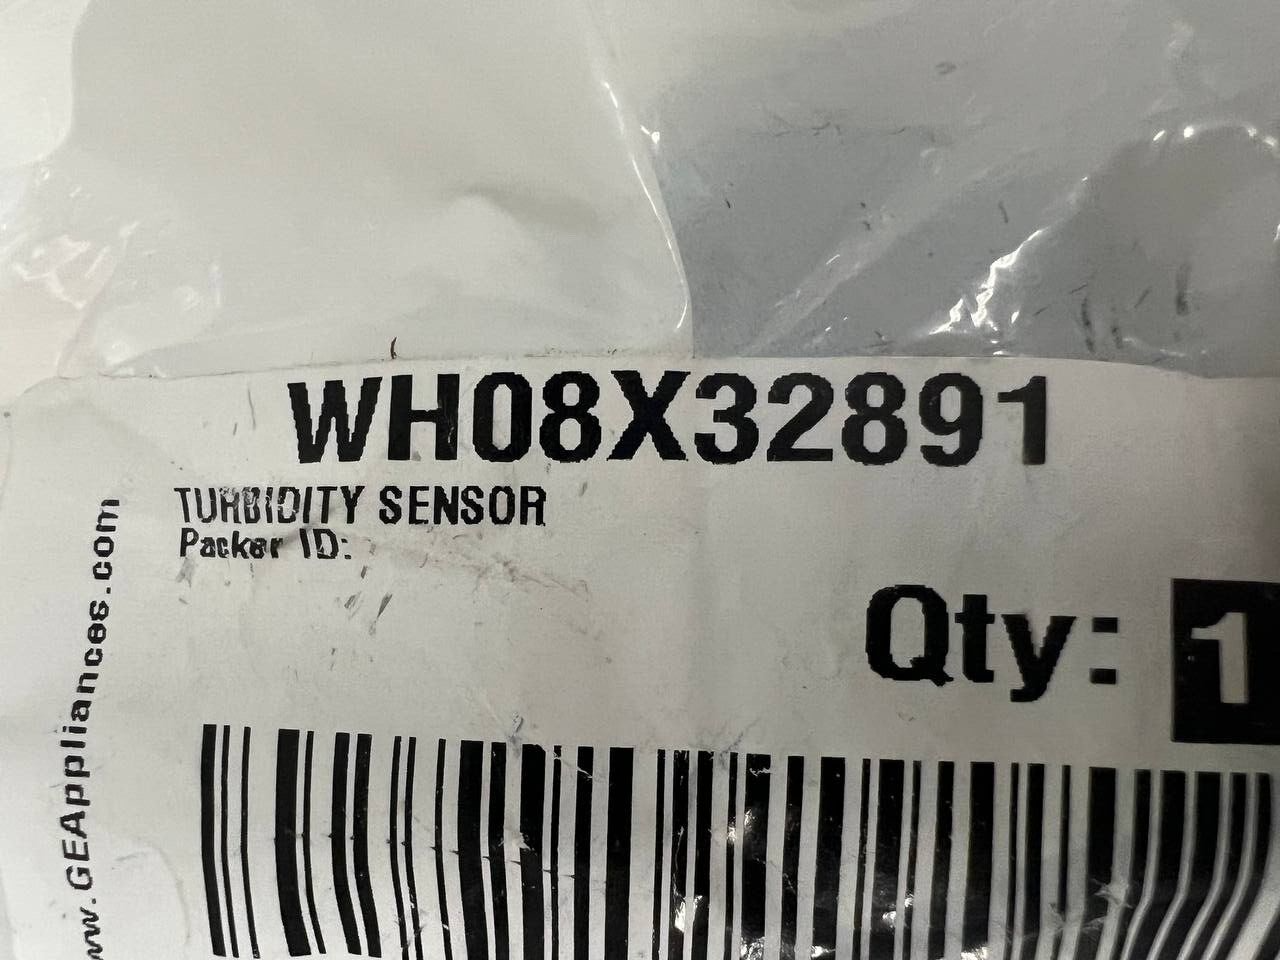 WH08X32891
TURBIDITY SENSOR
Packer ID:
Qty: 1
www.GEAppliances.com